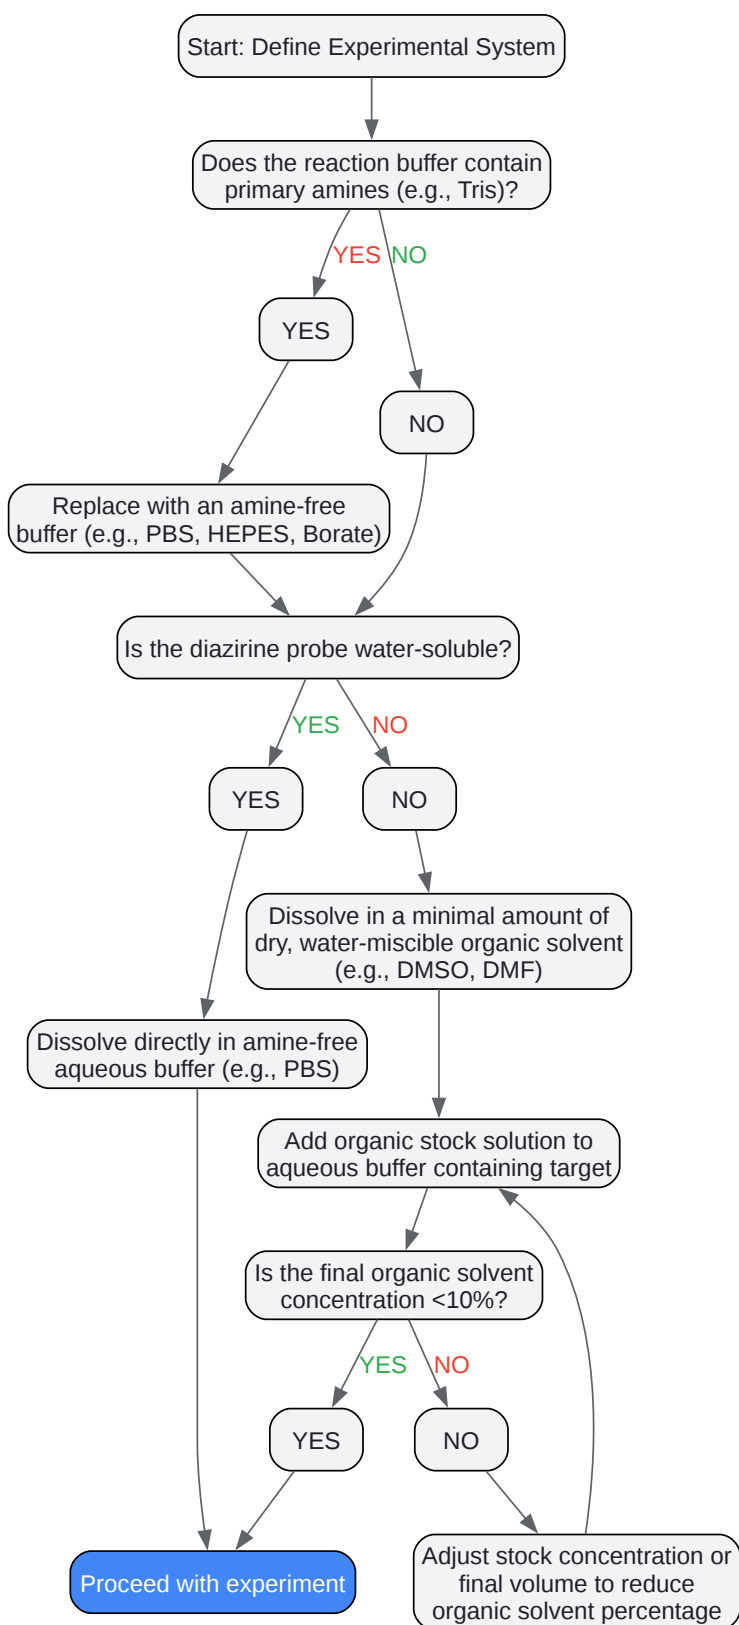 Start: Define Experimental System
Does the reaction buffer contain
primary amines (e.g., Tris)?
YES
NO
YES
NO
Replace with an amine-free
buffer (e.g., PBS, HEPES, Borate)
Is the diazirine probe water-soluble?
YES
NO
YES
NO
Dissolve in a minimal amount of
dry, water-miscible organic solvent
(e.g., DMSO, DMF)
Dissolve directly in amine-free
aqueous buffer (e.g., PBS)
Add organic stock solution to
aqueous buffer containing target
Is the final organic solvent
concentration <10%?
YES
NO
YES
NO
Proceed with experiment
Adjust stock concentration or
final volume to reduce
organic solvent percentage